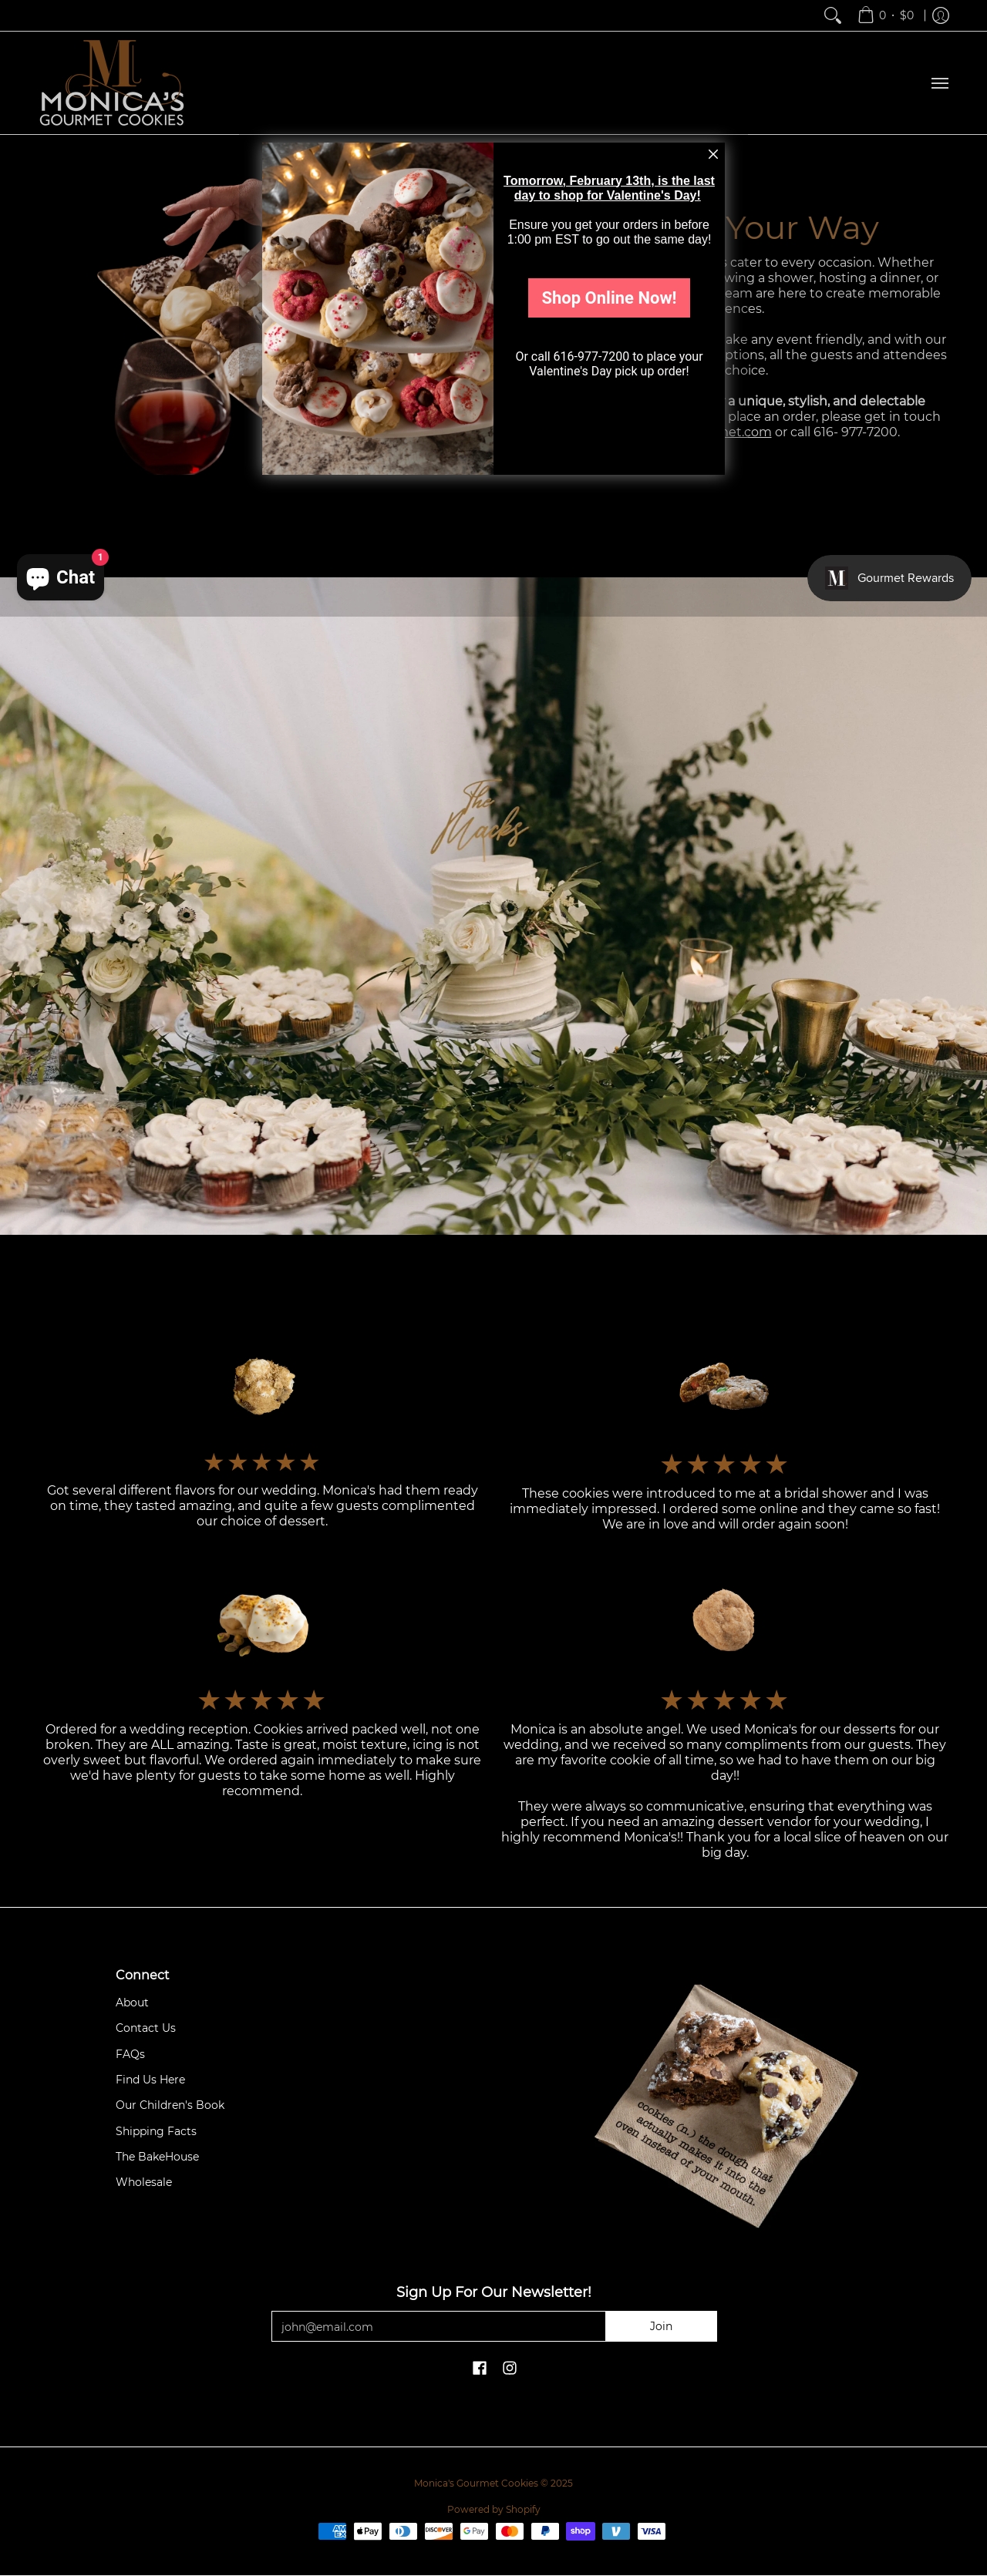 0 · $0 |
M
MONICA'S
GOURMET COOKIES
Tomorrow, February 13th, is the last
day to shop for Valentine's Day!
Ensure you get your orders in before
1:00 pm EST to go out the same day!
Shop Online Now!
Or call 616-977-7200 to place your
Valentine's Day pick up order!
Your Way
cater to every occasion. Whether
a shower, hosting a dinner, or
are here to create memorable
any event friendly, and with our
all the guests and attendees
choice.
a unique, stylish, and delectable
place an order, please get in touch
or call 616- 977-7200.
Chat
1
M
Gourmet Rewards
The
Macks
Got several different flavors for our wedding. Monica's had them ready
on time, they tasted amazing, and quite a few guests complimented
our choice of dessert.
These cookies were introduced to me at a bridal shower and I was
immediately impressed. I ordered some online and they came so fast!
We are in love and will order again soon!
Ordered for a wedding reception. Cookies arrived packed well, not one
broken. They are ALL amazing. Taste is great, moist texture, icing is not
overly sweet but flavorful. We ordered again immediately to make sure
we'd have plenty for guests to take some home as well. Highly
recommend.
Monica is an absolute angel. We used Monica's for our desserts for our
wedding, and we received so many compliments from our guests. They
are my favorite cookie of all time, so we had to have them on our big
day!!
They were always so communicative, ensuring that everything was
perfect. If you need an amazing dessert vendor for your wedding, I
highly recommend Monica's!! Thank you for a local slice of heaven on our
big day.
Connect
About
Contact Us
FAQs
Find Us Here
Our Children's Book
Shipping Facts
The BakeHouse
Wholesale
cookies (n.) the dough that
actually makes it into the
oven instead of your mouth.
Sign Up For Our Newsletter!
john@email.com
Join
Monica's Gourmet Cookies © 2025
Powered by Shopify
AMEX
Pay
DISCOVER
G Pay
shop
VISA